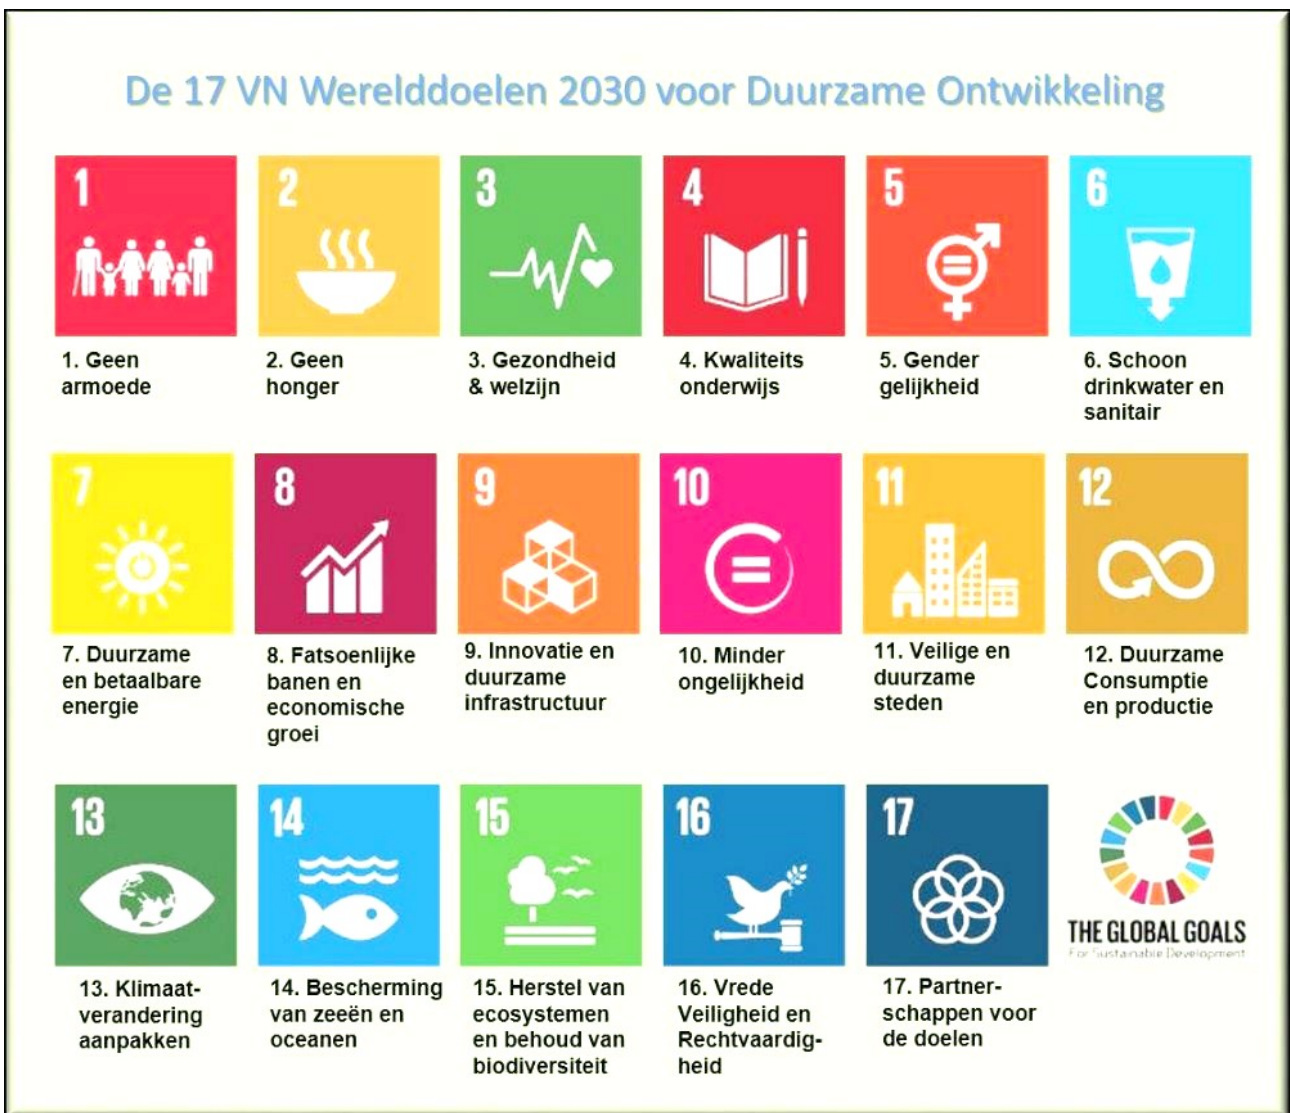 De 17 VN Werelddoelen 2030 voor Duurzame Ontwikkeling
1
2
3
4
5
6
1. Geen
armoede
2. Geen
honger
3. Gezondheid
& welzijn
4. Kwaliteits
onderwijs
5. Gender
gelijkheid
6. Schoon
drinkwater en
sanitair
7
8
9
10
11
12
7. Duurzame
en betaalbare
energie
8. Fatsoenlijke
banen en
economische
groei
9. Innovatie en
duurzame
infrastructuur
10. Minder
ongelijkheid
11. Veilige en
duurzame
steden
12. Duurzame
Consumptie
en productie
13
14
15
16
17
THE GLOBAL GOALS
For Sustainable Development
13. Klimaat-
verandering
aanpakken
14. Bescherming
van zeeën en
oceanen
15. Herstel van
ecosystemen
en behoud van
biodiversiteit
16. Vrede
Veiligheid en
Rechtvaardig-
heid
17. Partner-
schappen voor
de doelen